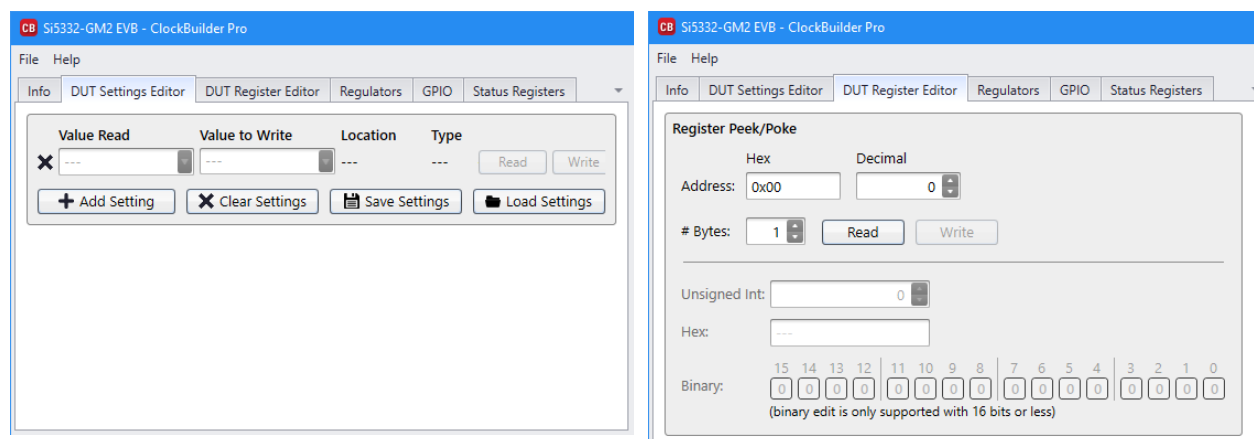 CB Si5332-GM2 EVB - ClockBuilder Pro
File Help
Info DUT Settings Editor DUT Register Editor Regulators GPIO Status Registers
Value Read Value to Write Location Type
--- --- --- --- Read Write
Add Setting Clear Settings Save Settings Load Settings
CB Si5332-GM2 EVB - ClockBuilder Pro
File Help
Info DUT Settings Editor DUT Register Editor Regulators GPIO Status Registers
Register Peek/Poke
Hex Decimal
Address: 0x00 0
# Bytes: 1 Read Write
Unsigned Int: 0
Hex: ---
15 14 13 12 11 10 9 8 7 6 5 4 3 2 1 0
Binary: 0 0 0 0 0 0 0 0 0 0 0 0 0 0 0 0
(binary edit is only supported with 16 bits or less)